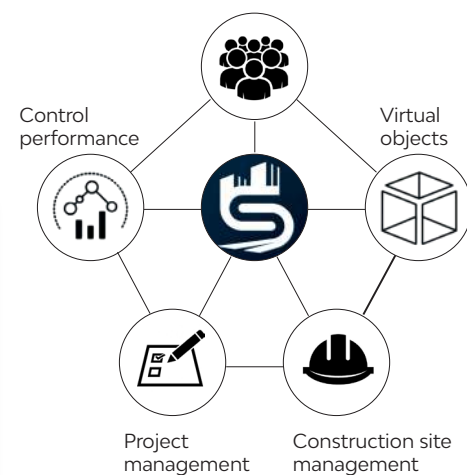 Control
performance
Virtual
objects
Project
management
Construction site
management